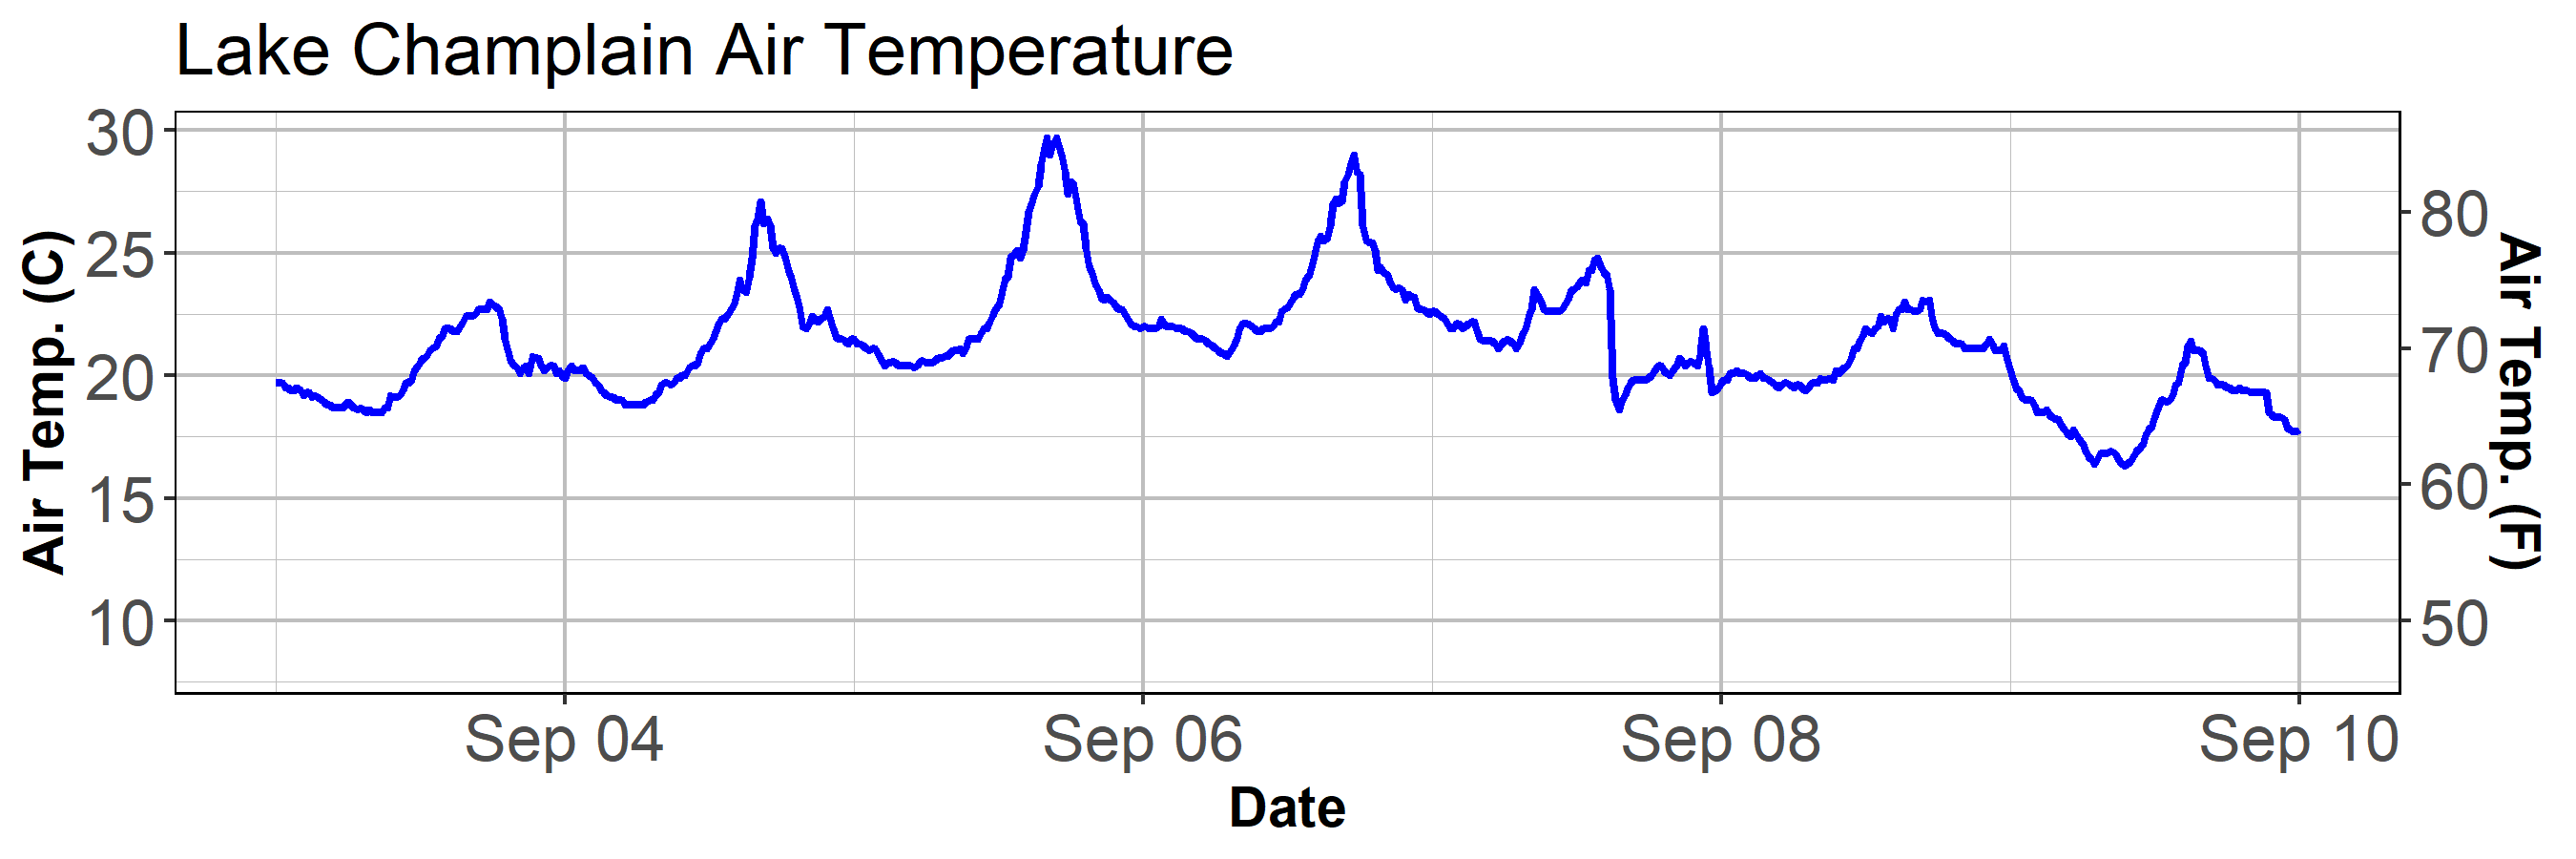 Lake Champlain Air Temperature
30
25
20
15
10
Air Temp. (C)
80
70
60
50
Air Temp. (F)
Sep 04 Sep 06 Sep 08 Sep 10
Date